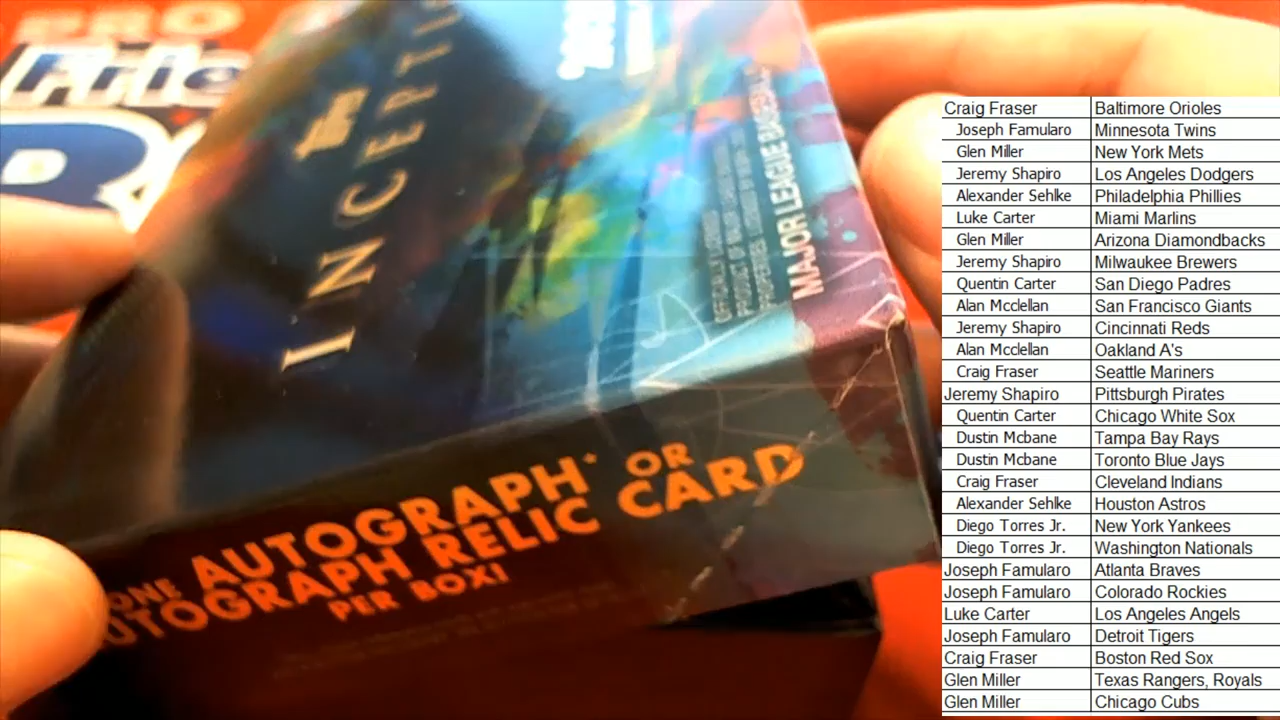 PRO
INCEPTIO
MAJOR LEAGUE BASEBALL
ONE AUTOGRAPH* OR
AUTOGRAPH RELIC CARD
PER BOX!
Craig Fraser Baltimore Orioles
Joseph Famularo Minnesota Twins
Glen Miller New York Mets
Jeremy Shapiro Los Angeles Dodgers
Alexander Sehlke Philadelphia Phillies
Luke Carter Miami Marlins
Glen Miller Arizona Diamondbacks
Jeremy Shapiro Milwaukee Brewers
Quentin Carter San Diego Padres
Alan Mcclellan San Francisco Giants
Jeremy Shapiro Cincinnati Reds
Alan Mcclellan Oakland A's
Craig Fraser Seattle Mariners
Jeremy Shapiro Pittsburgh Pirates
Quentin Carter Chicago White Sox
Dustin Mcbane Tampa Bay Rays
Dustin Mcbane Toronto Blue Jays
Craig Fraser Cleveland Indians
Alexander Sehlke Houston Astros
Diego Torres Jr. New York Yankees
Diego Torres Jr. Washington Nationals
Joseph Famularo Atlanta Braves
Joseph Famularo Colorado Rockies
Luke Carter Los Angeles Angels
Joseph Famularo Detroit Tigers
Craig Fraser Boston Red Sox
Glen Miller Texas Rangers, Royals
Glen Miller Chicago Cubs